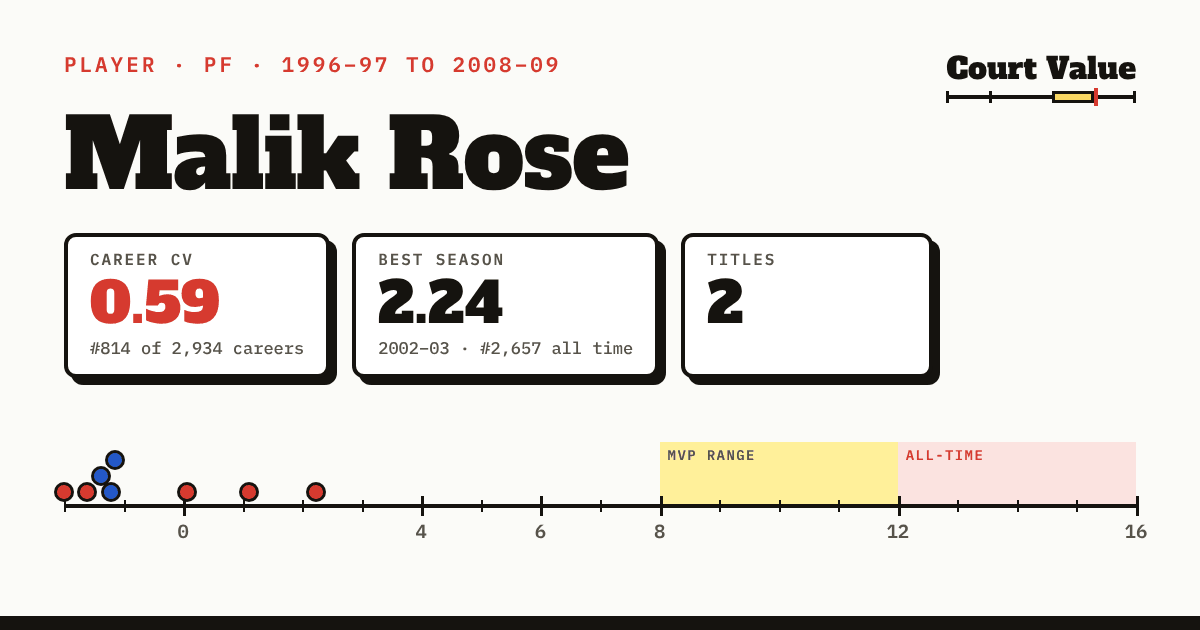 PLAYER · PF · 1996–97 TO 2008–09
Court Value
Malik Rose
CAREER CV
0.59
#814 of 2,934 careers
BEST SEASON
2.24
2002–03 · #2,657 all time
TITLES
2
MVP RANGE
ALL-TIME
0 4 6 8 12 16